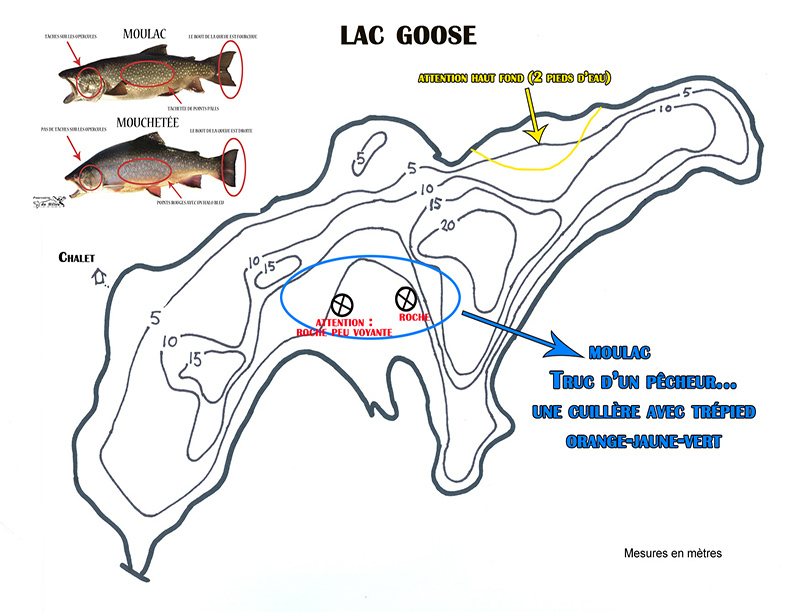 LAC GOOSE
MOULAC
TÂCHES SUR LES OPERCULES
LE BOUT DE LA QUEUE EST FOURCHUE
TACHETÉE DE POINTS PÂLES
MOUCHETÉE
PAS DE TÂCHES SUR OPERCULES
LE BOUT DE LA QUEUE EST DROITE
POINTS ROUGES AVEC UN HALO BLEU
ATTENTION HAUT FOND (2 PIEDS D'EAU)
5
10
5
5
10
15
20
CHALET
10
15
5
10
15
ATTENTION :
ROCHE PEU VOYANTE
ROCHE
MOULAC
TRUC D'UN PÊCHEUR...
UNE CUILLÈRE AVEC TRÉPIED
ORANGE-JAUNE-VERT
Mesures en mètres